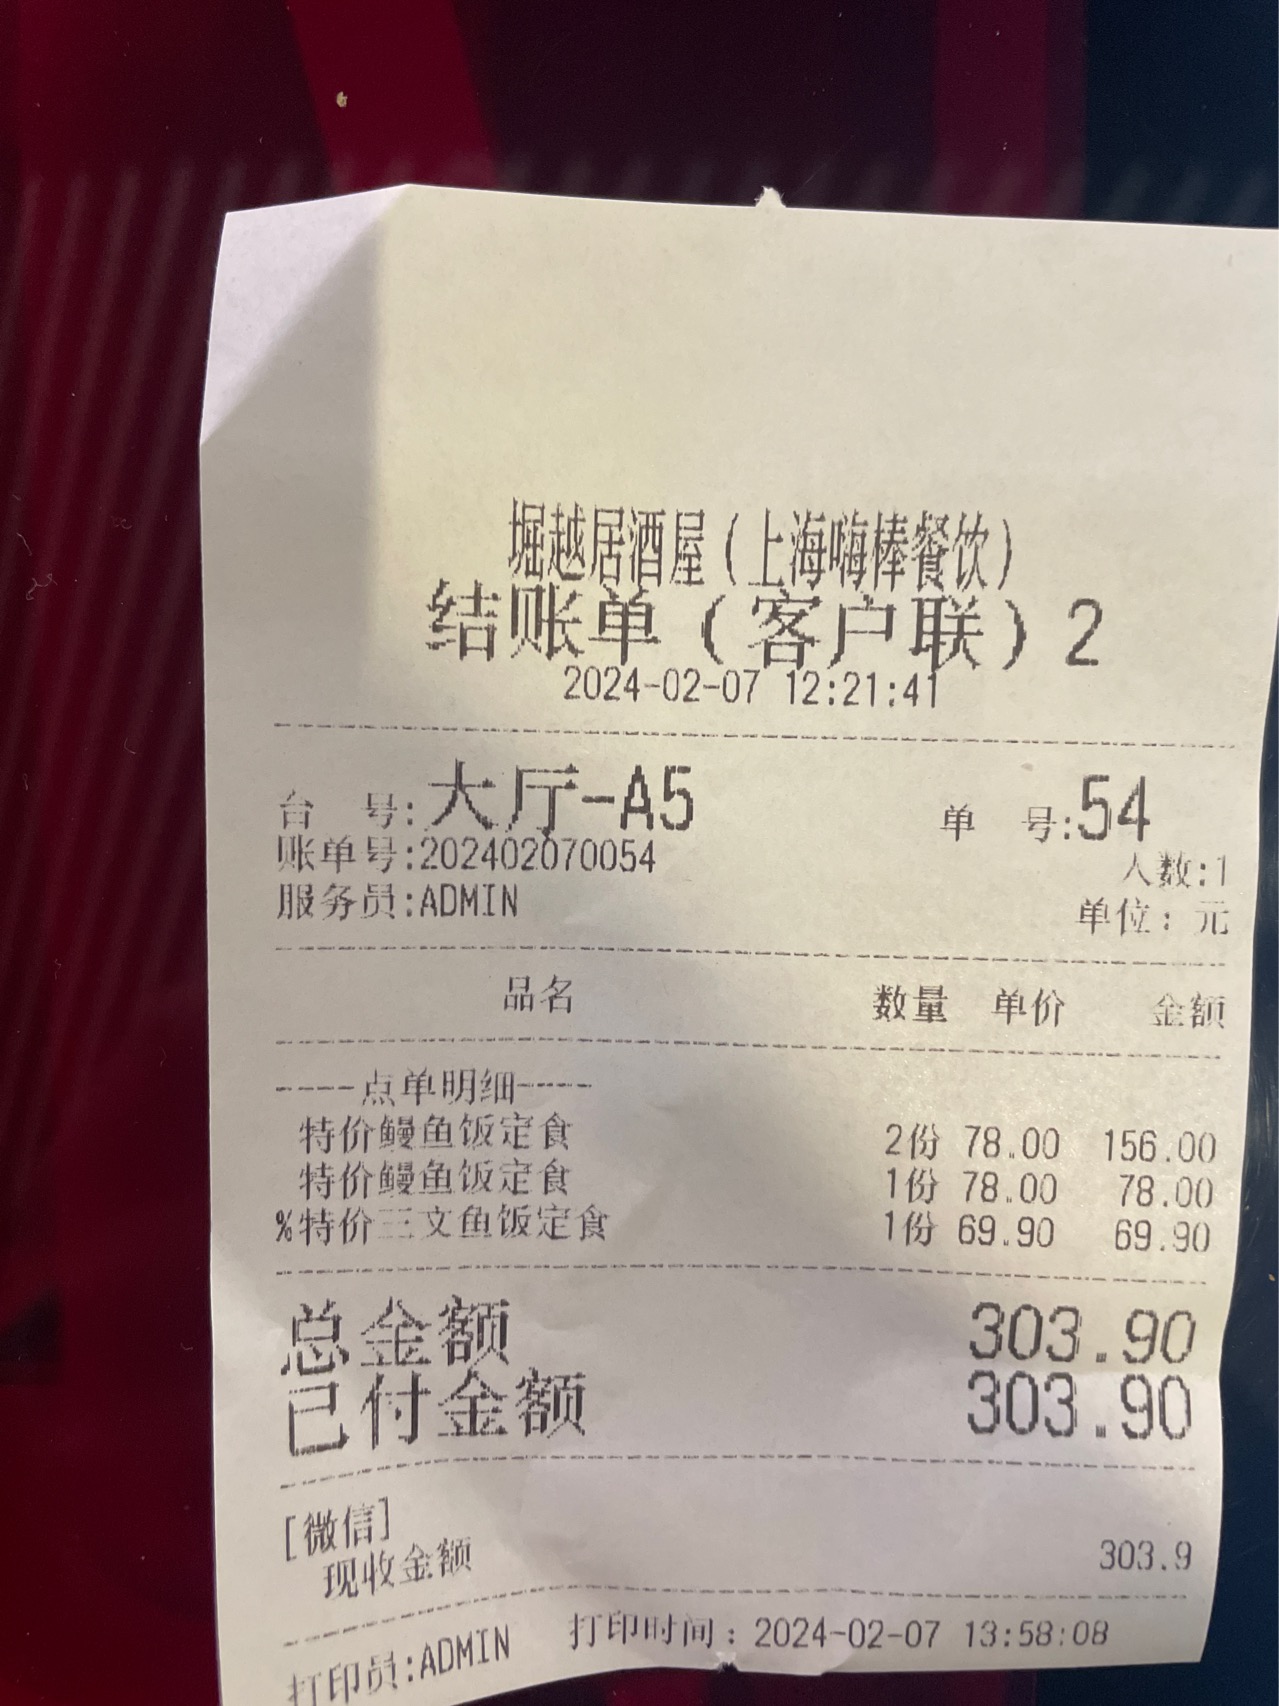 堀越居酒屋(上海嗨棒餐饮)
结账单(客户联)2
2024-02-07 12:21:41
台 号:大厅-A5 单 号:54
账单号:202402070054 人数:1
服务员:ADMIN 单位: 元
品名 数量 单价 金额
----点单明细----
特价鳗鱼饭定食 2份 78.00 156.00
特价鳗鱼饭定食 1份 78.00 78.00
%特价三文鱼饭定食 1份 69.90 69.90
总金额 303.90
已付金额 303.90
[微信]
现收金额 303.9
打印员:ADMIN 打印时间: 2024-02-07 13:58:08